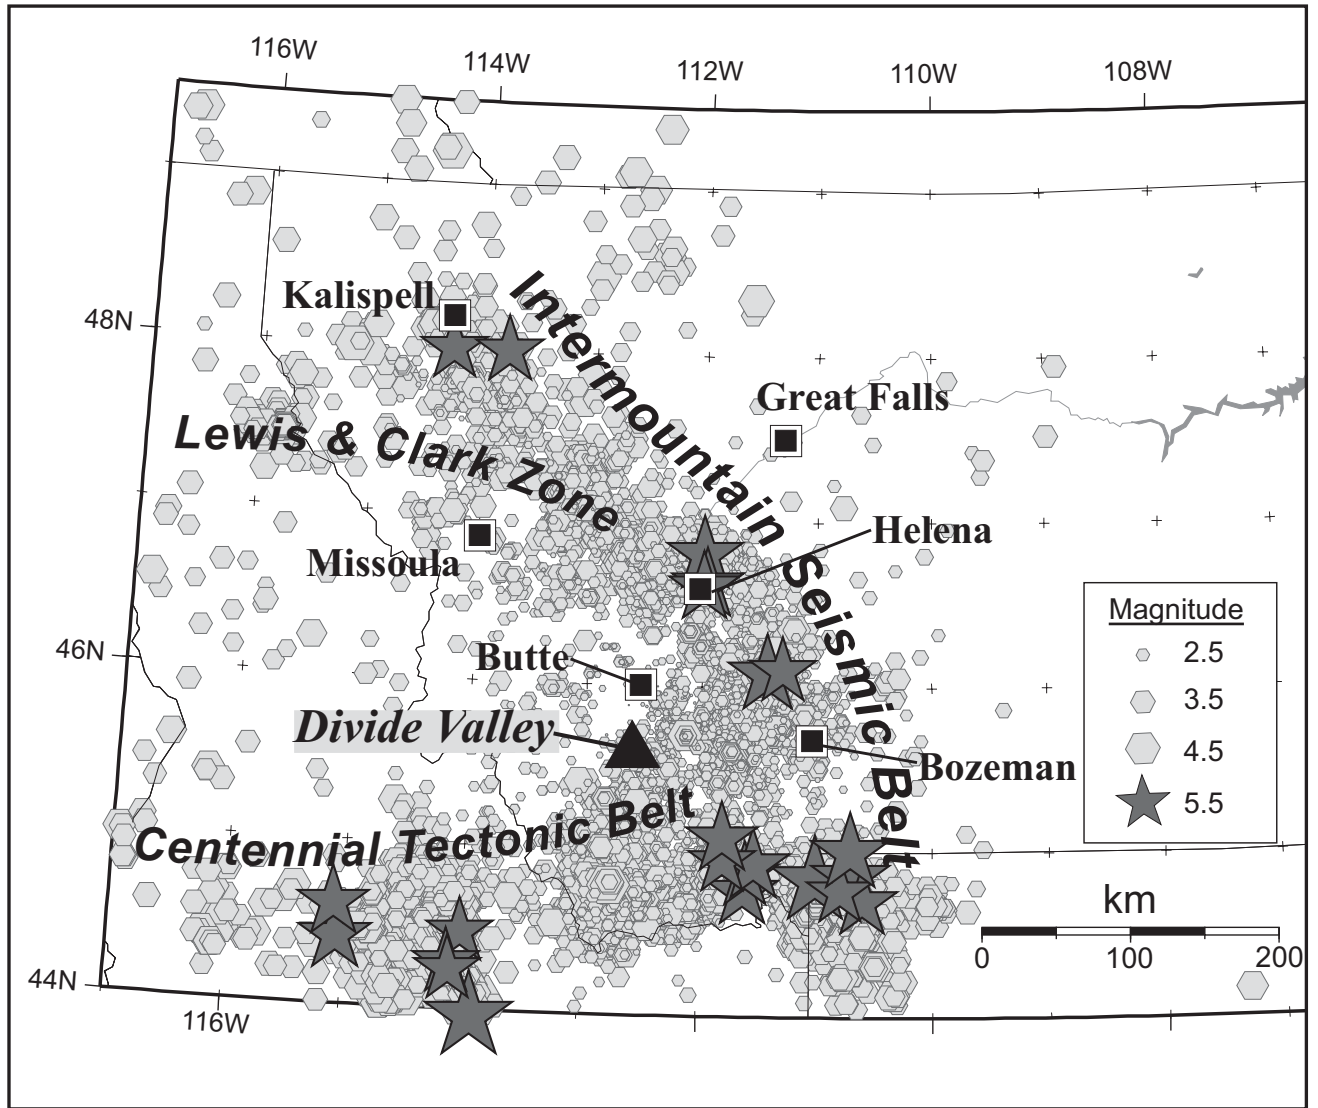 116W
114W
112W
110W
108W
Kalispell
48N
Intermountain Seismic Belt
Great Falls
Lewis & Clark Zone
Helena
Missoula
Magnitude
2.5
3.5
4.5
5.5
46N
Butte
Divide Valley
Bozeman
Centennial Tectonic Belt
km
0 100 200
44N
116W